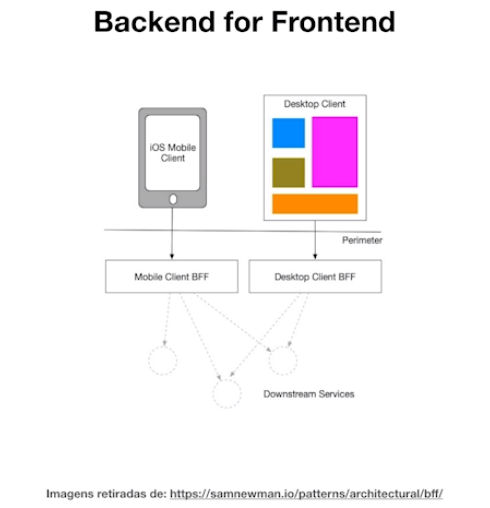 Backend for Frontend
Desktop Client
iOS Mobile
Client
Perimeter
Mobile Client BFF
Desktop Client BFF
Downstream Services
Imagens retiradas de: https://samnewman.io/patterns/architectural/bff/